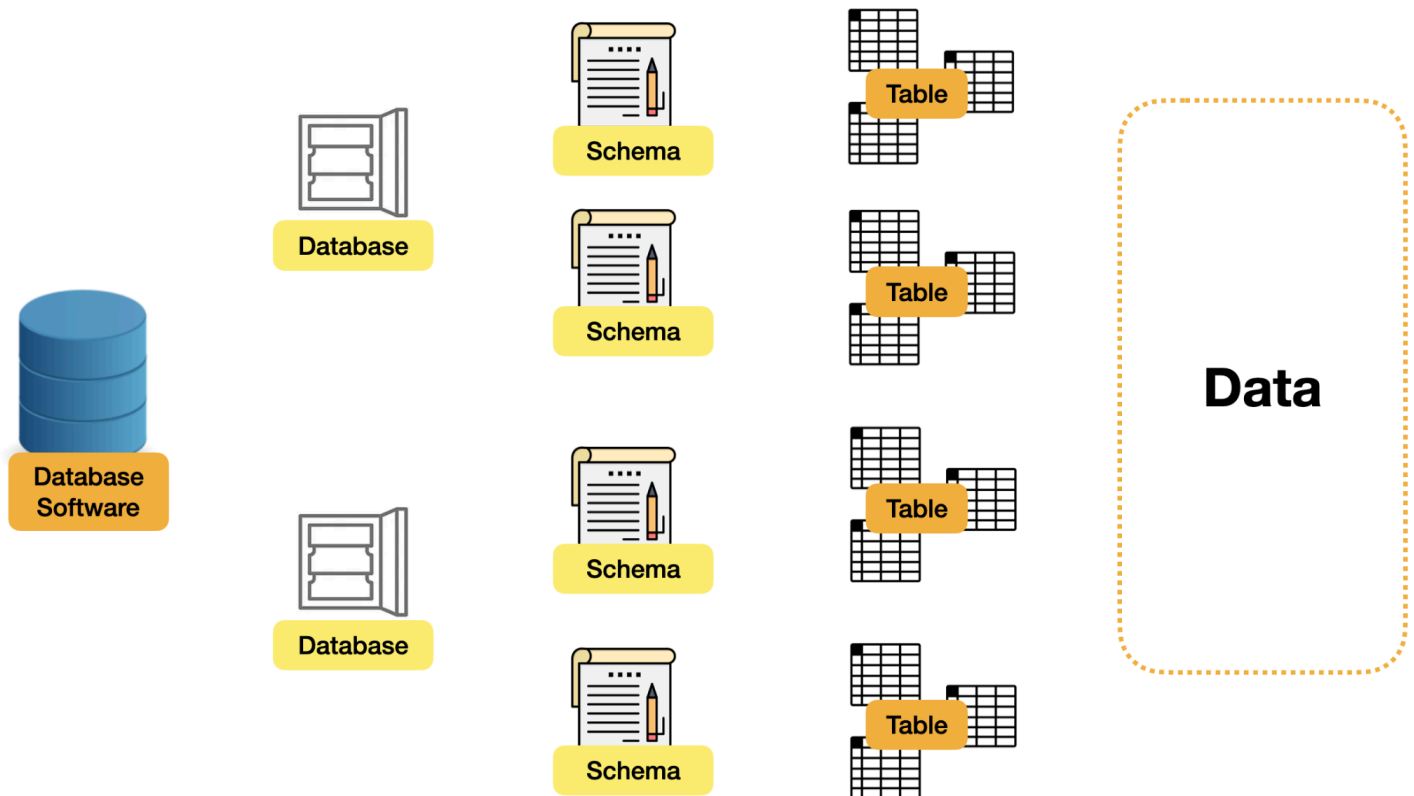 Database
Software
Database
Database
Schema
Schema
Schema
Schema
Table
Table
Table
Table
Data